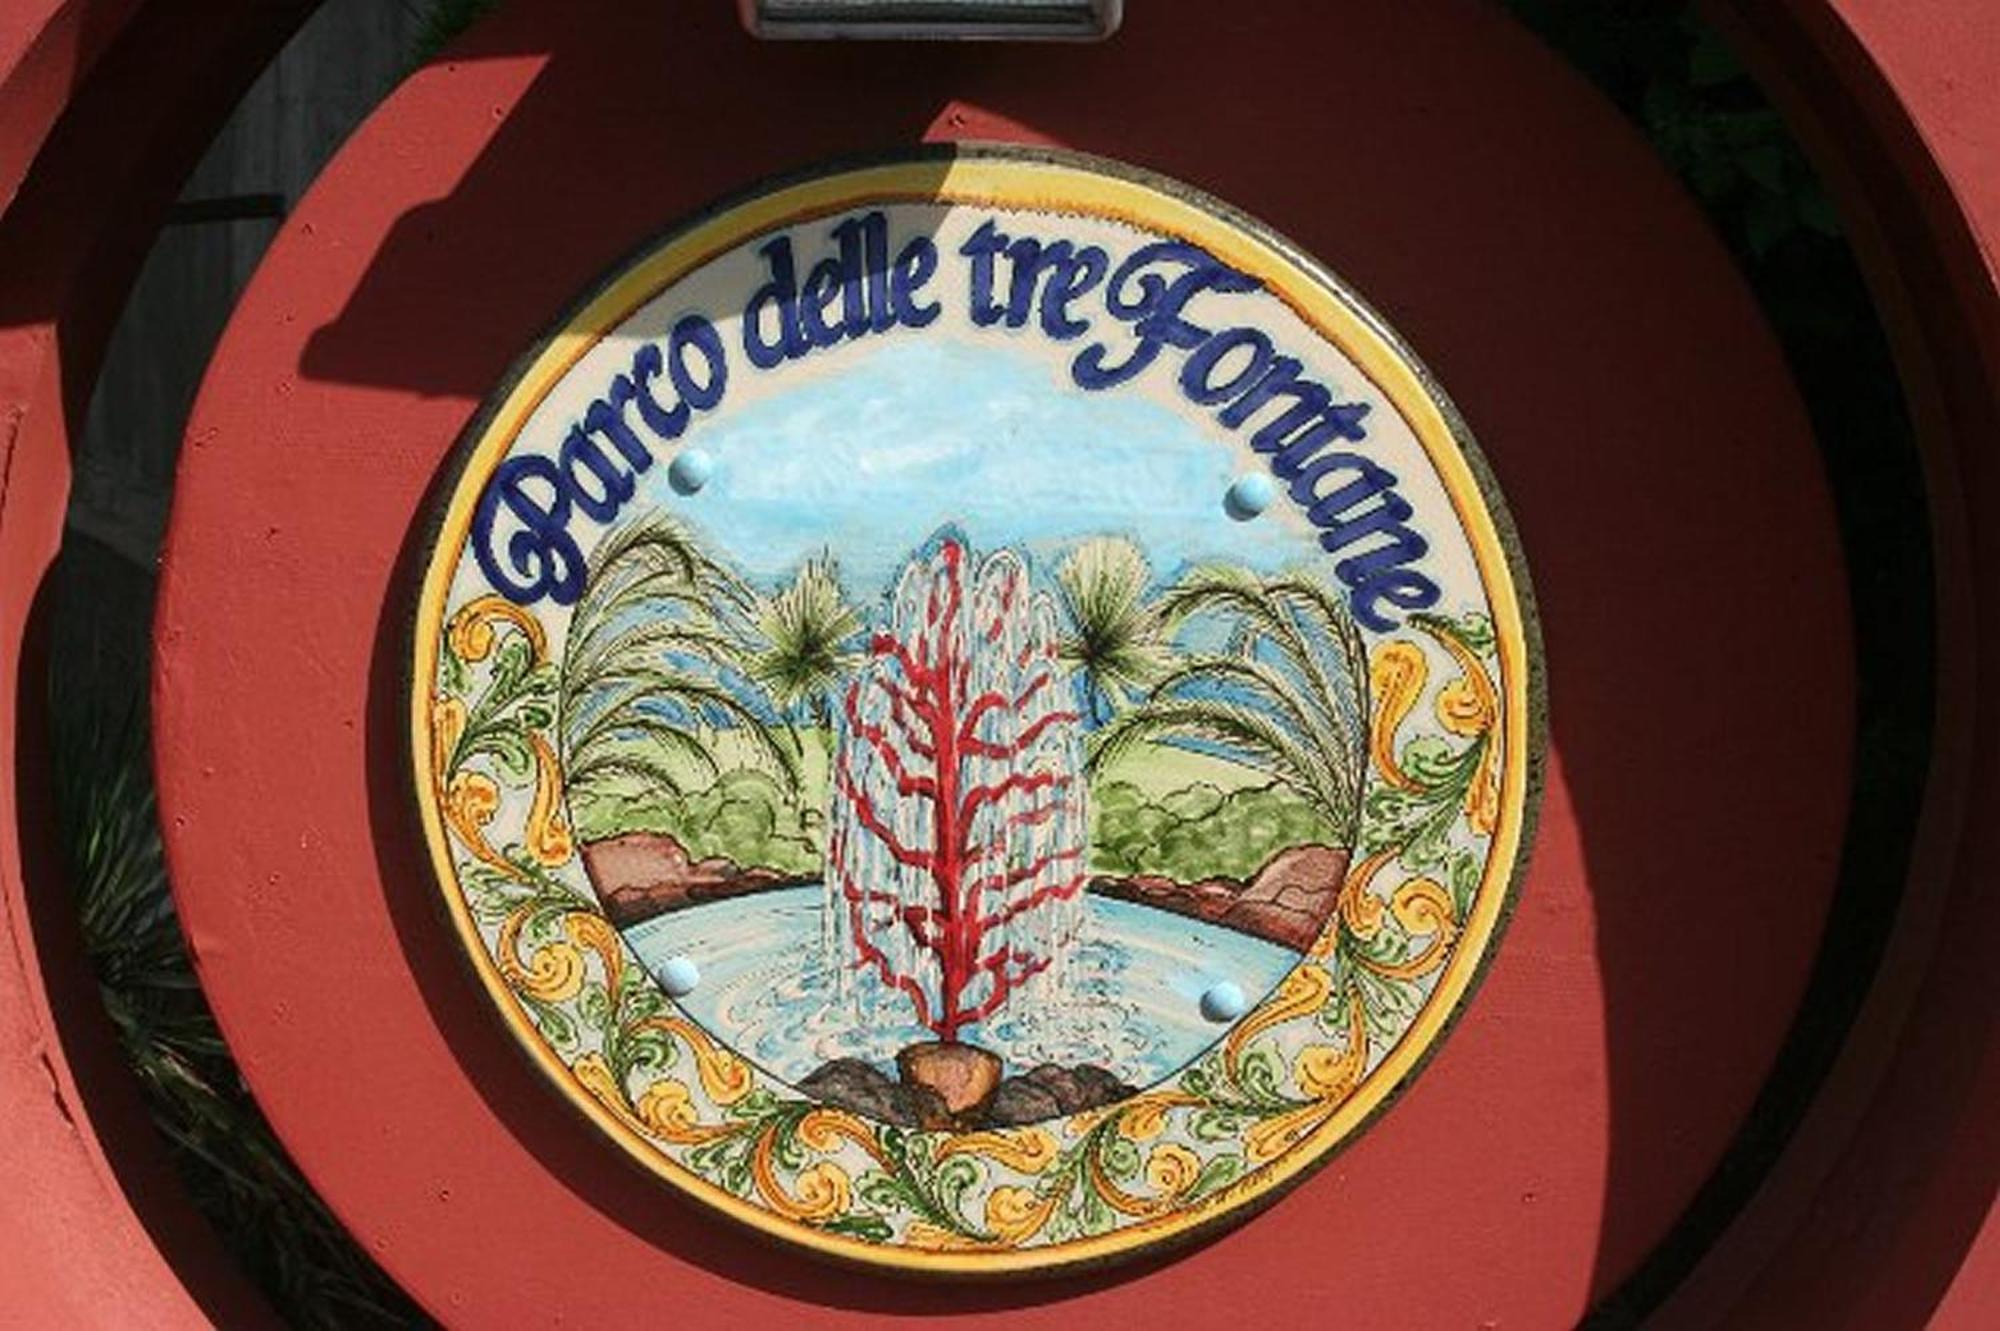 Parco delle tre Fontane